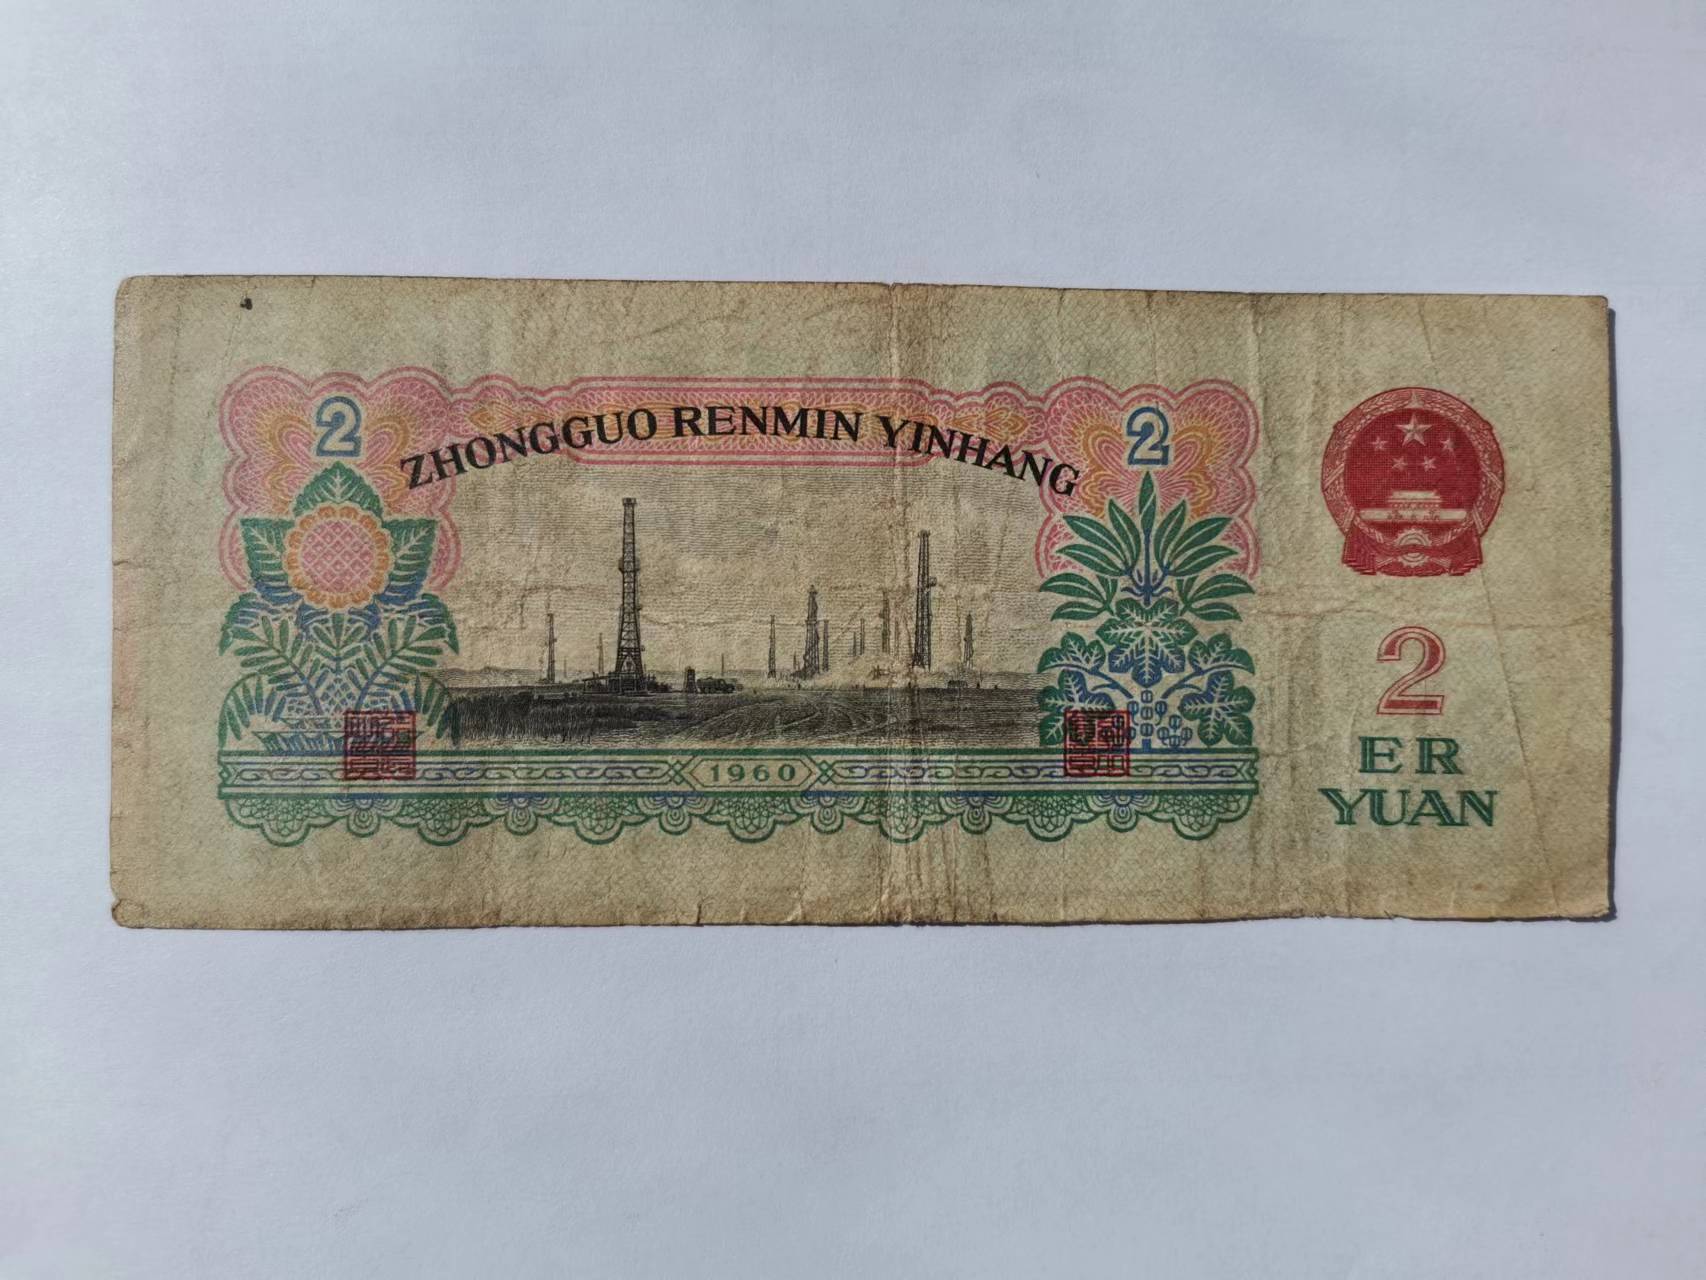 2
2
ZHONGGUO RENMIN YINHANG
1960
2
ER
YUAN